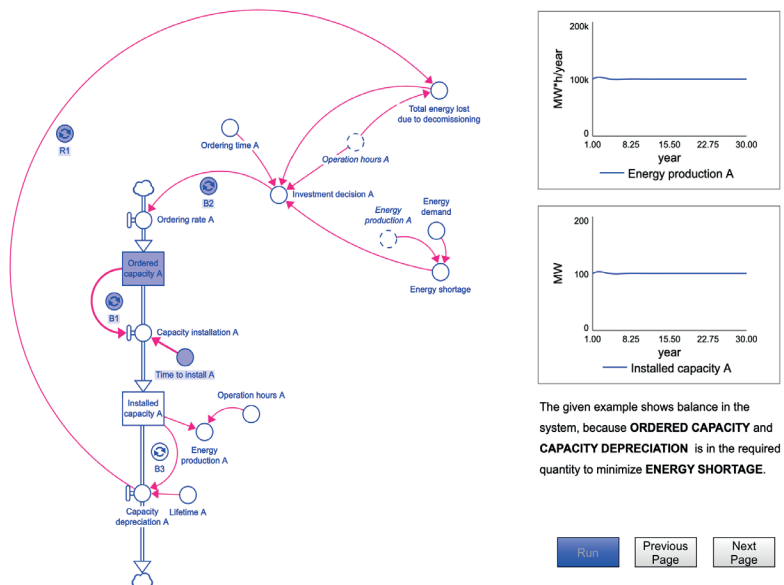 R1
Total energy lost
due to decomissioning
Ordering time A
Operation hours A
B2
Investment decision A
Ordering rate A
Energy
production A
Energy
demand
Ordered
capacity A
Energy shortage
B1
Capacity installation A
Time to install A
Installed
capacity A
Operation hours A
Energy
production A
B3
Capacity
depreciation A
Lifetime A
200k
MW*h/year
100k
0
1.00 8.25 15.50 22.75 30.00
year
Energy production A
200
MW
100
0
1.00 8.25 15.50 22.75 30.00
year
Installed capacity A
The given example shows balance in the
system, because ORDERED CAPACITY and
CAPACITY DEPRECIATION is in the required
quantity to minimize ENERGY SHORTAGE.
Run
Previous
Page
Next
Page